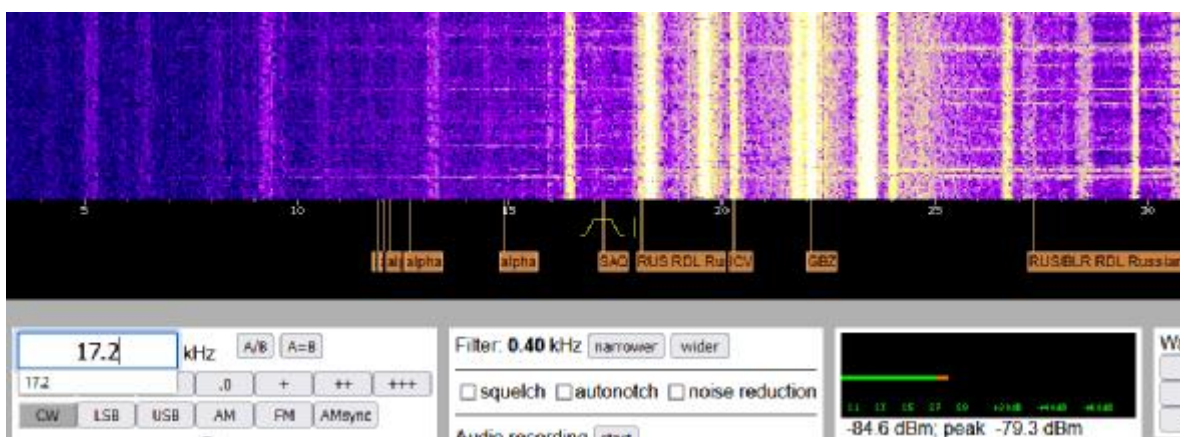 5 10 15 20 25 30
alpha alpha SAQ RUS RDL Ru ICV GBZ RUS/BLR RDL Russian
17.2 kHz A/B A=B
17.2 .0 + ++ +++
CW LSB USB AM FM AMsync
Filter: 0.40 kHz narrower wider
squelch autonotch noise reduction
Audio recording start
-84.6 dBm; peak -79.3 dBm
Wa